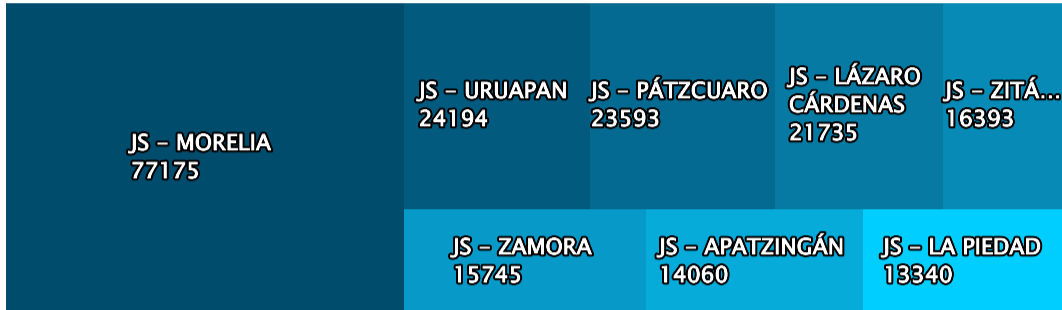 JS – MORELIA
77175
JS – URUAPAN
24194
JS – PÁTZCUARO
23593
JS – LÁZARO
CÁRDENAS
21735
JS – ZITÁ...
16393
JS – ZAMORA
15745
JS – APATZINGÁN
14060
JS – LA PIEDAD
13340